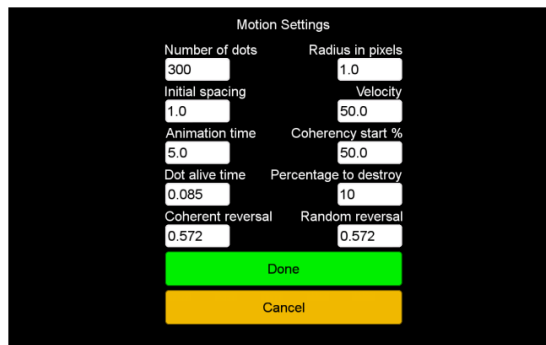 Motion Settings
Number of dots Radius in pixels
300 1.0
Initial spacing Velocity
1.0 50.0
Animation time Coherency start %
5.0 50.0
Dot alive time Percentage to destroy
0.085 10
Coherent reversal Random reversal
0.572 0.572
Done
Cancel